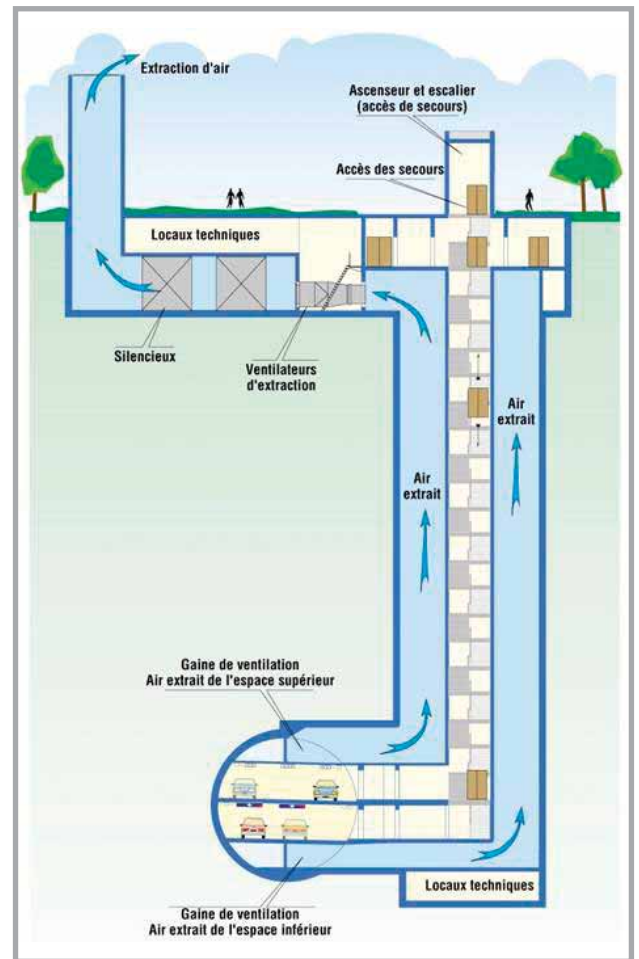 Extraction d'air
Ascenseur et escalier
(accès de secours)
Accès des secours
Locaux techniques
Silencieux
Ventilateurs
d'extraction
Air
extrait
Air
extrait
Gaine de ventilation
Air extrait de l'espace supérieur
Locaux techniques
Gaine de ventilation
Air extrait de l'espace inférieur